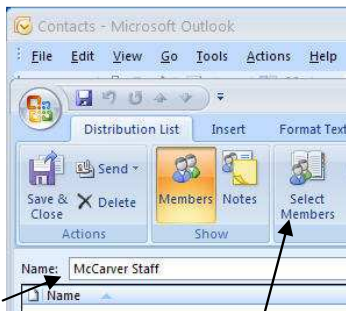 Contacts - Microsoft Outlook
File Edit View Go Tools Actions Help
Distribution List Insert Format Text
Save & Close
Send
Delete
Members
Notes
Select Members
Actions Show
Name: McCarver Staff
Name